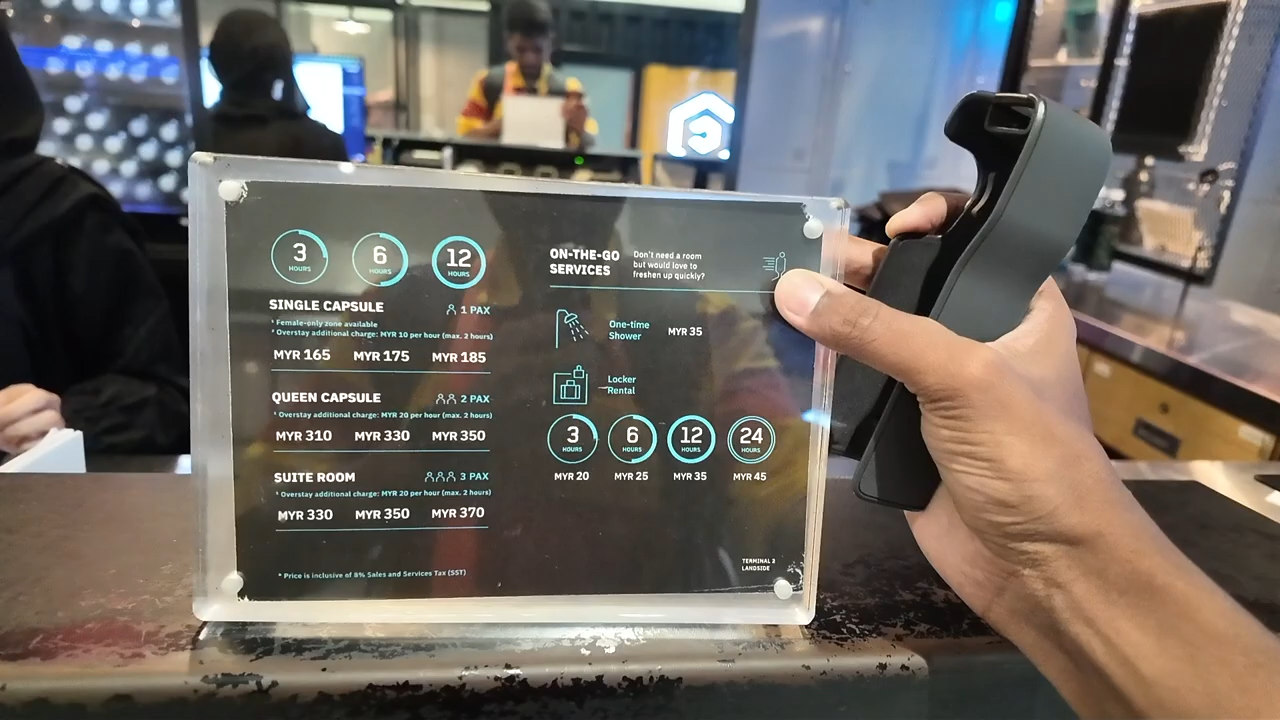 3 HOURS
6 HOURS
12 HOURS
SINGLE CAPSULE
1 PAX
* Female-only zone available
* Overstay additional charge: MYR 10 per hour (max. 2 hours)
MYR 165 MYR 175 MYR 185
QUEEN CAPSULE
2 PAX
* Overstay additional charge: MYR 20 per hour (max. 2 hours)
MYR 310 MYR 330 MYR 350
SUITE ROOM
3 PAX
* Overstay additional charge: MYR 20 per hour (max. 2 hours)
MYR 330 MYR 350 MYR 370
* Price is inclusive of 8% Sales and Services Tax (SST)
ON-THE-GO
SERVICES
Don't need a room
but would love to
freshen up quickly?
One-time
Shower
MYR 35
Locker
Rental
3 HOURS
6 HOURS
12 HOURS
24 HOURS
MYR 20 MYR 25 MYR 35 MYR 45
TERMINAL 2
LANDSIDE